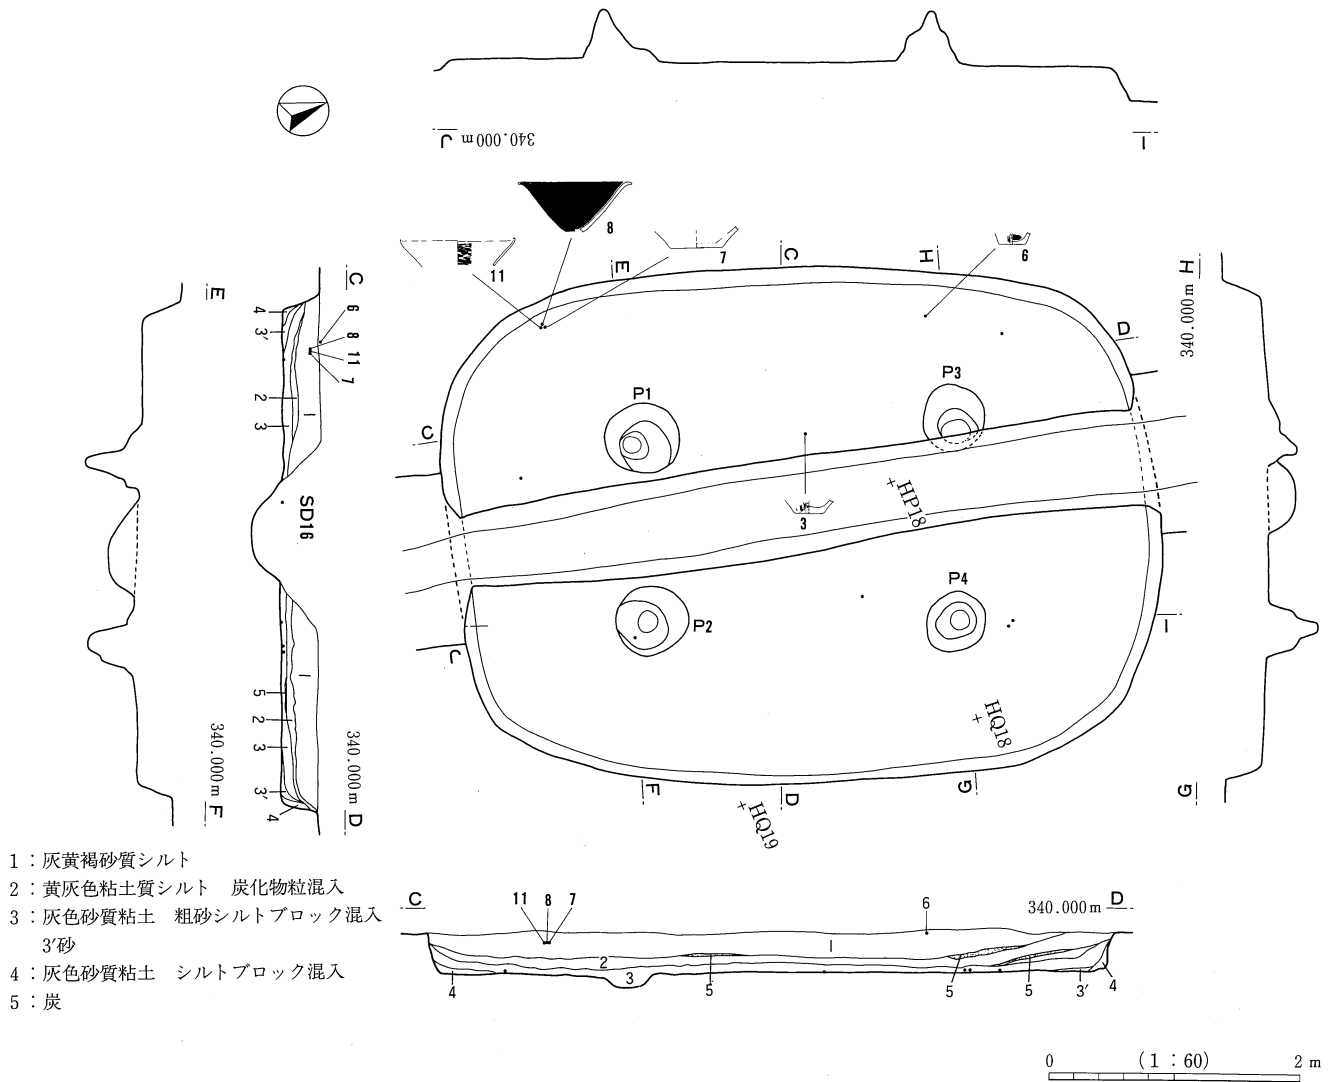 J 340.000m I
8
11
7
6
E
C
H
D
C
P1
P3
3
HP18
P2
P4
J
I
HQ18
F
D
G
HQ19
E
F
340.000m
C
6
8
11
7
4
3′
2
3
1
SD16
1
5
2
3
3′
4
340.000m
D
H
340.000m
G
1：灰黄褐砂質シルト
2：黄灰色粘土質シルト　炭化物粒混入
3：灰色砂質粘土　粗砂シルトブロック混入
3′砂
4：灰色砂質粘土　シルトブロック混入
5：炭
C
11 8 7
6
340.000m D
1
2
3
4
5
5
5
3′
4
0 (1：60) 2 m